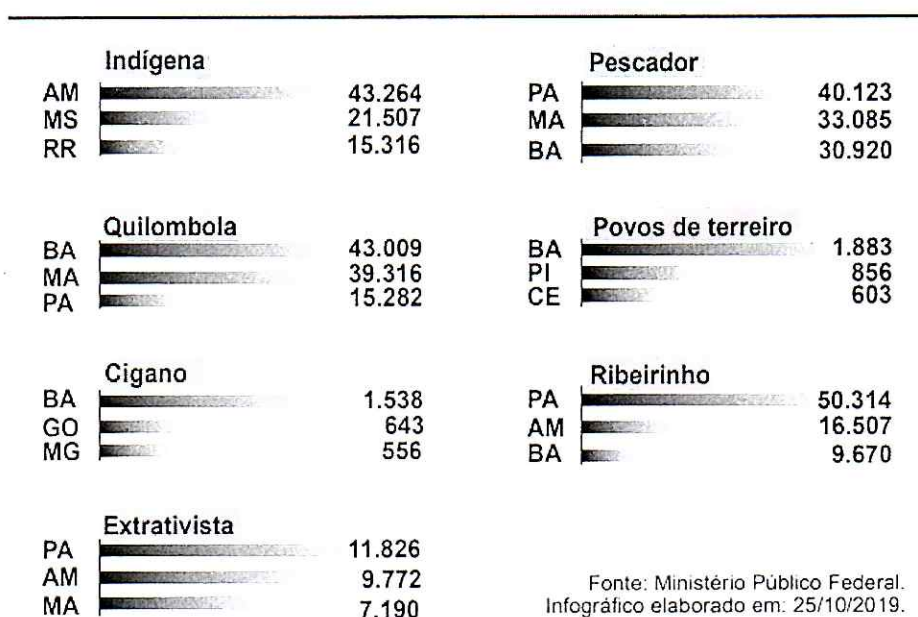 Indígena
AM 43.264
MS 21.507
RR 15.316
Quilombola
BA 43.009
MA 39.316
PA 15.282
Cigano
BA 1.538
GO 643
MG 556
Extrativista
PA 11.826
AM 9.772
MA 7.190
Pescador
PA 40.123
MA 33.085
BA 30.920
Povos de terreiro
BA 1.883
PI 856
CE 603
Ribeirinho
PA 50.314
AM 16.507
BA 9.670
Fonte: Ministério Público Federal.
Infográfico elaborado em: 25/10/2019.